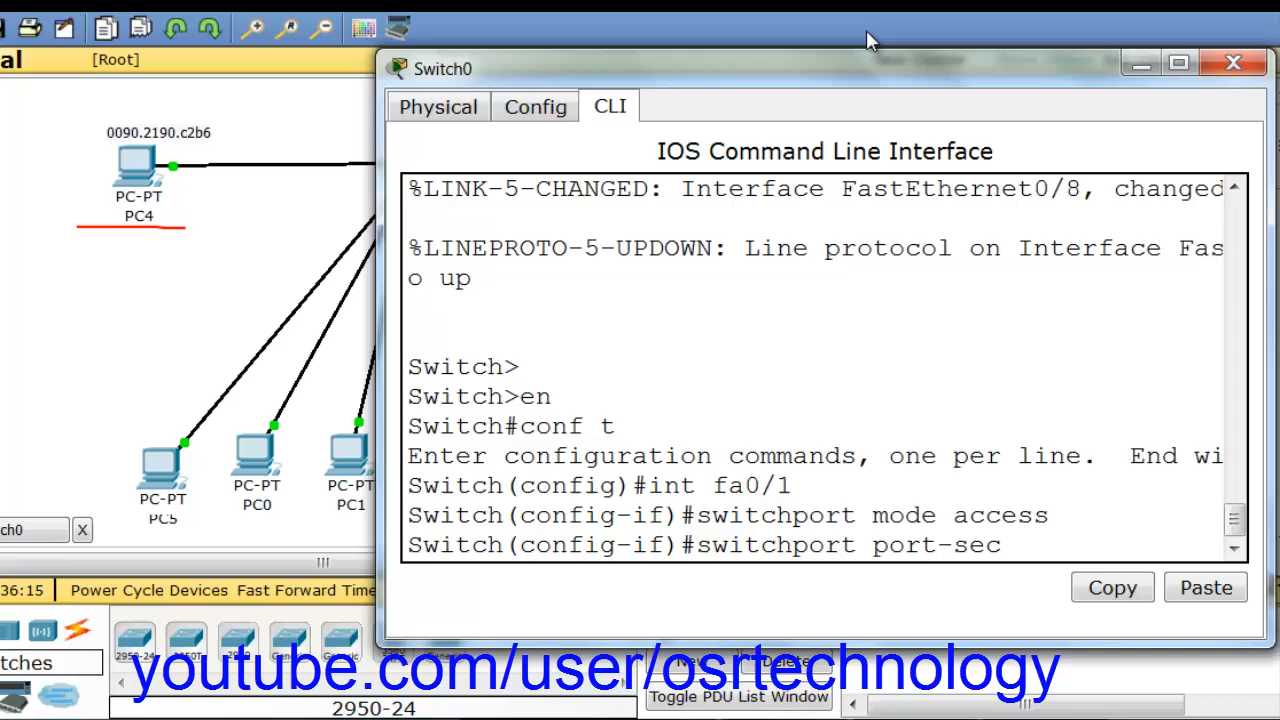 al
[Root]
Switch0
Physical
Config
CLI
0090.2190.c2b6
IOS Command Line Interface
%LINK-5-CHANGED: Interface FastEthernet0/8, changed
PC-PT
PC4
%LINEPROTO-5-UPDOWN: Line protocol on Interface Fas
o up
Switch>
Switch>en
Switch#conf t
Enter configuration commands, one per line.  End wi
Switch(config)#int fa0/1
Switch(config-if)#switchport mode access
Switch(config-if)#switchport port-sec
PC-PT
PC5
PC-PT
PC0
PC-PT
PC1
ch0
X
Copy
Paste
36:15
Power Cycle Devices Fast Forward Time
2950-24
tches
youtube.com/user/osrtechnology
Toggle PDU List Window
2950-24